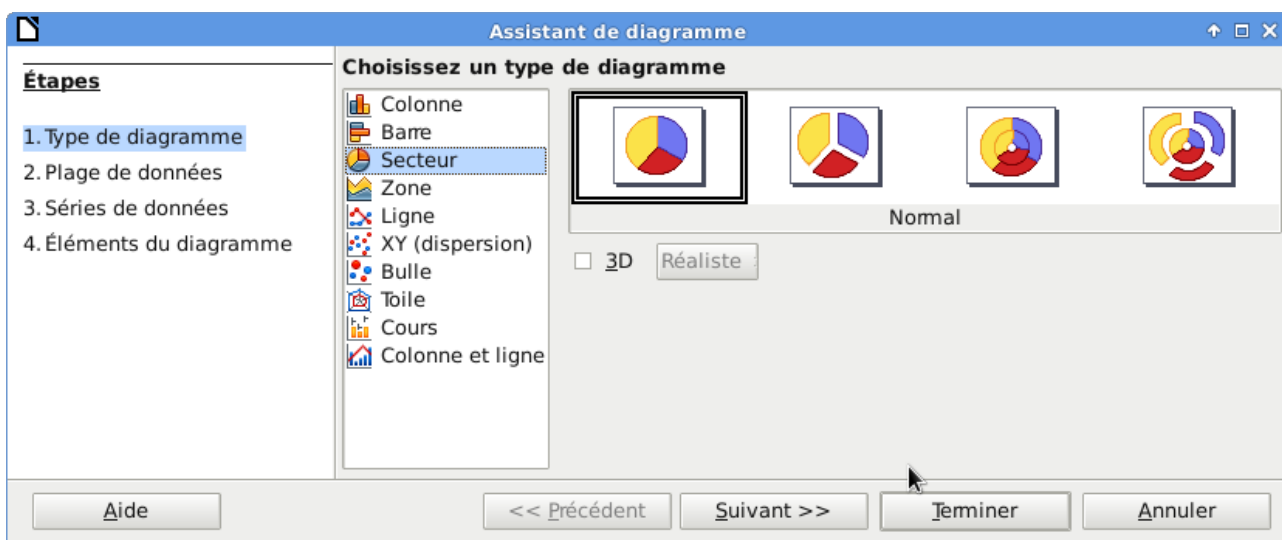 Assistant de diagramme
Étapes
1. Type de diagramme
2. Plage de données
3. Séries de données
4. Éléments du diagramme
Choisissez un type de diagramme
Colonne
Barre
Secteur
Zone
Ligne
XY (dispersion)
Bulle
Toile
Cours
Colonne et ligne
Normal
3D
Réaliste
Aide
<< Précédent
Suivant >>
Terminer
Annuler